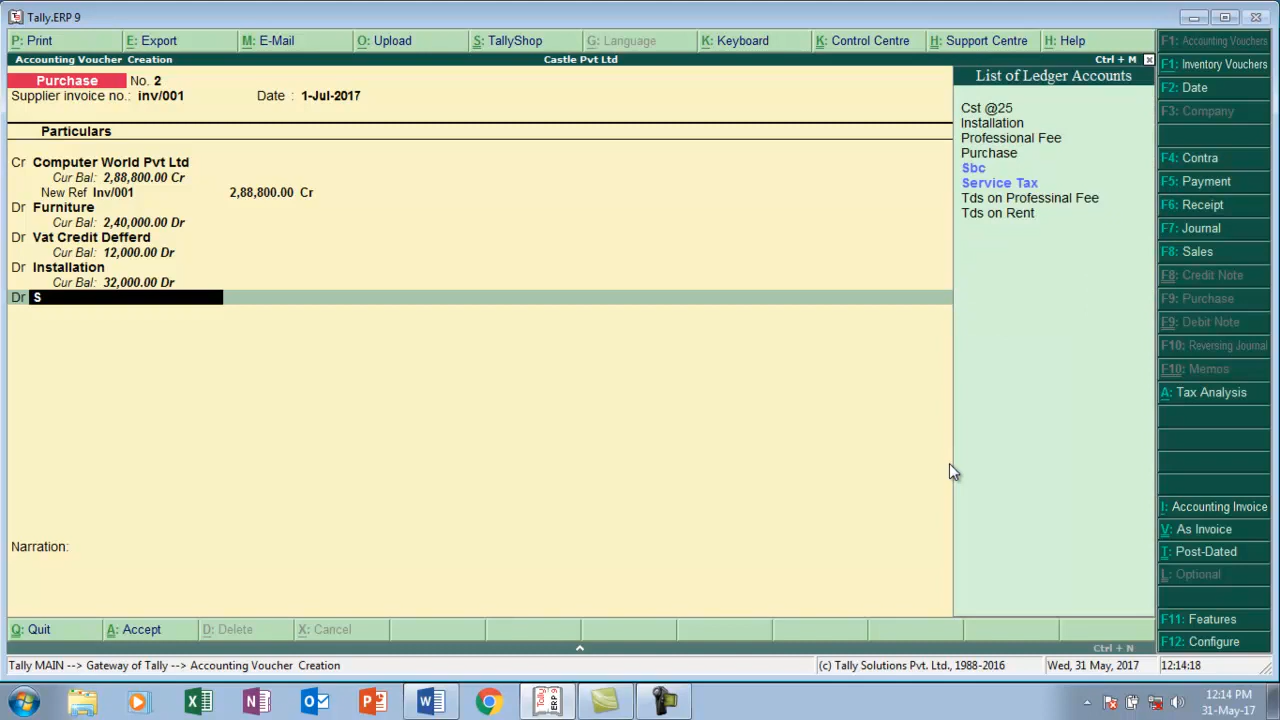 Tally.ERP 9
P: Print E: Export M: E-Mail O: Upload S: TallyShop G: Language K: Keyboard K: Control Centre H: Support Centre H: Help
Accounting Voucher Creation Castle Pvt Ltd Ctrl + M
Purchase No. 2
Supplier invoice no.: inv/001 Date : 1-Jul-2017
Particulars
Cr Computer World Pvt Ltd
Cur Bal: 2,88,800.00 Cr
New Ref Inv/001 2,88,800.00 Cr
Dr Furniture
Cur Bal: 2,40,000.00 Dr
Dr Vat Credit Defferd
Cur Bal: 12,000.00 Dr
Dr Installation
Cur Bal: 32,000.00 Dr
Dr S
Narration:
List of Ledger Accounts
Cst @25
Installation
Professional Fee
Purchase
Sbc
Service Tax
Tds on Professinal Fee
Tds on Rent
F1: Accounting Vouchers
F1: Inventory Vouchers
F2: Date
F3: Company
F4: Contra
F5: Payment
F6: Receipt
F7: Journal
F8: Sales
F8: Credit Note
F9: Purchase
F9: Debit Note
F10: Reversing Journal
F10: Memos
A: Tax Analysis
I: Accounting Invoice
V: As Invoice
T: Post-Dated
L: Optional
F11: Features
F12: Configure
Q: Quit A: Accept D: Delete X: Cancel
Ctrl + N
Tally MAIN --> Gateway of Tally --> Accounting Voucher Creation (c) Tally Solutions Pvt. Ltd., 1988-2016 Wed, 31 May, 2017 12:14:18
12:14 PM
31-May-17